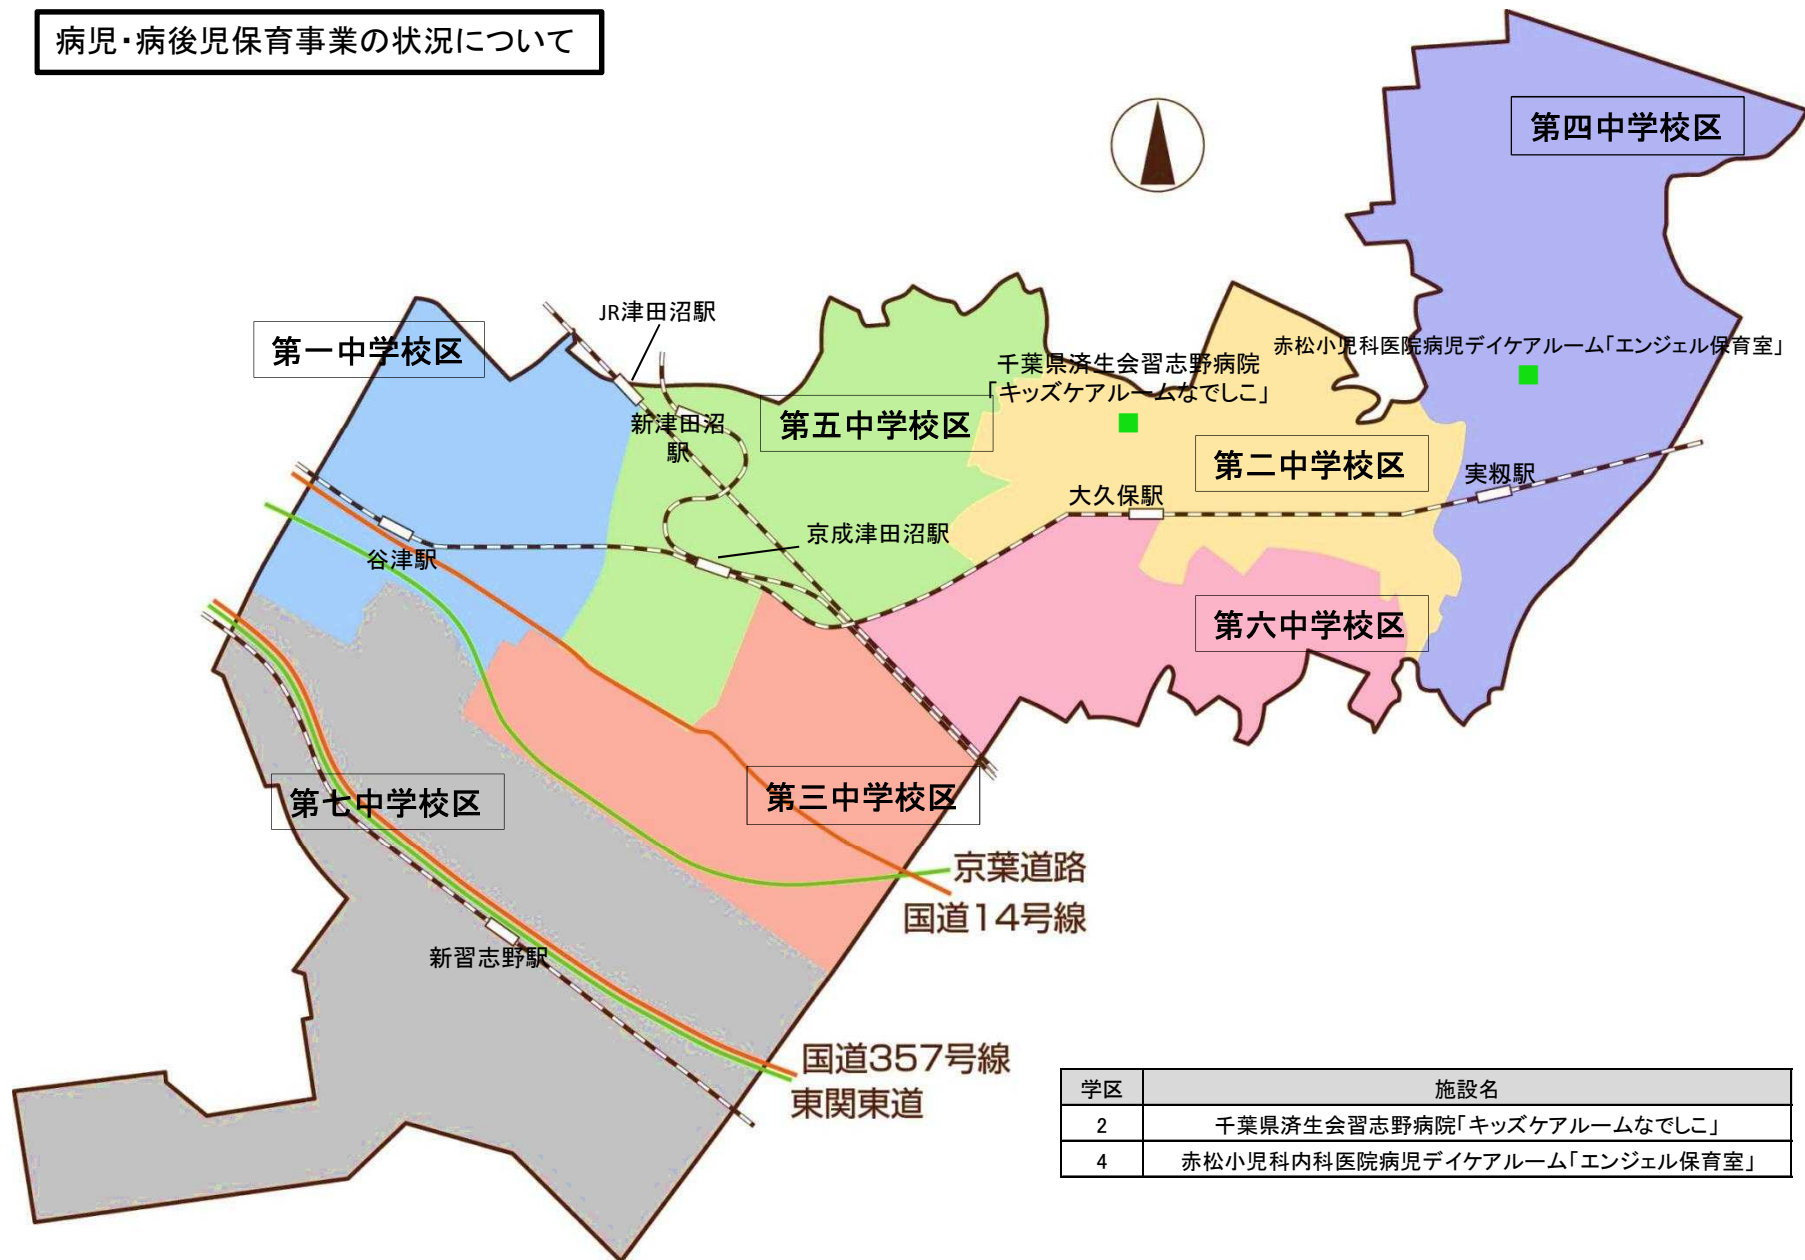 病児・病後児保育事業の状況について
第四中学校区
JR津田沼駅
第一中学校区
赤松小児科医院病児デイケアルーム「エンジェル保育室」
千葉県済生会習志野病院
「キッズケアルームなでしこ」
新津田沼
駅
第五中学校区
第二中学校区
実籾駅
大久保駅
京成津田沼駅
谷津駅
第六中学校区
第七中学校区
第三中学校区
京葉道路
国道14号線
新習志野駅
国道357号線
東関東道
学区 施設名
2 千葉県済生会習志野病院「キッズケアルームなでしこ」
4 赤松小児科内科医院病児デイケアルーム「エンジェル保育室」